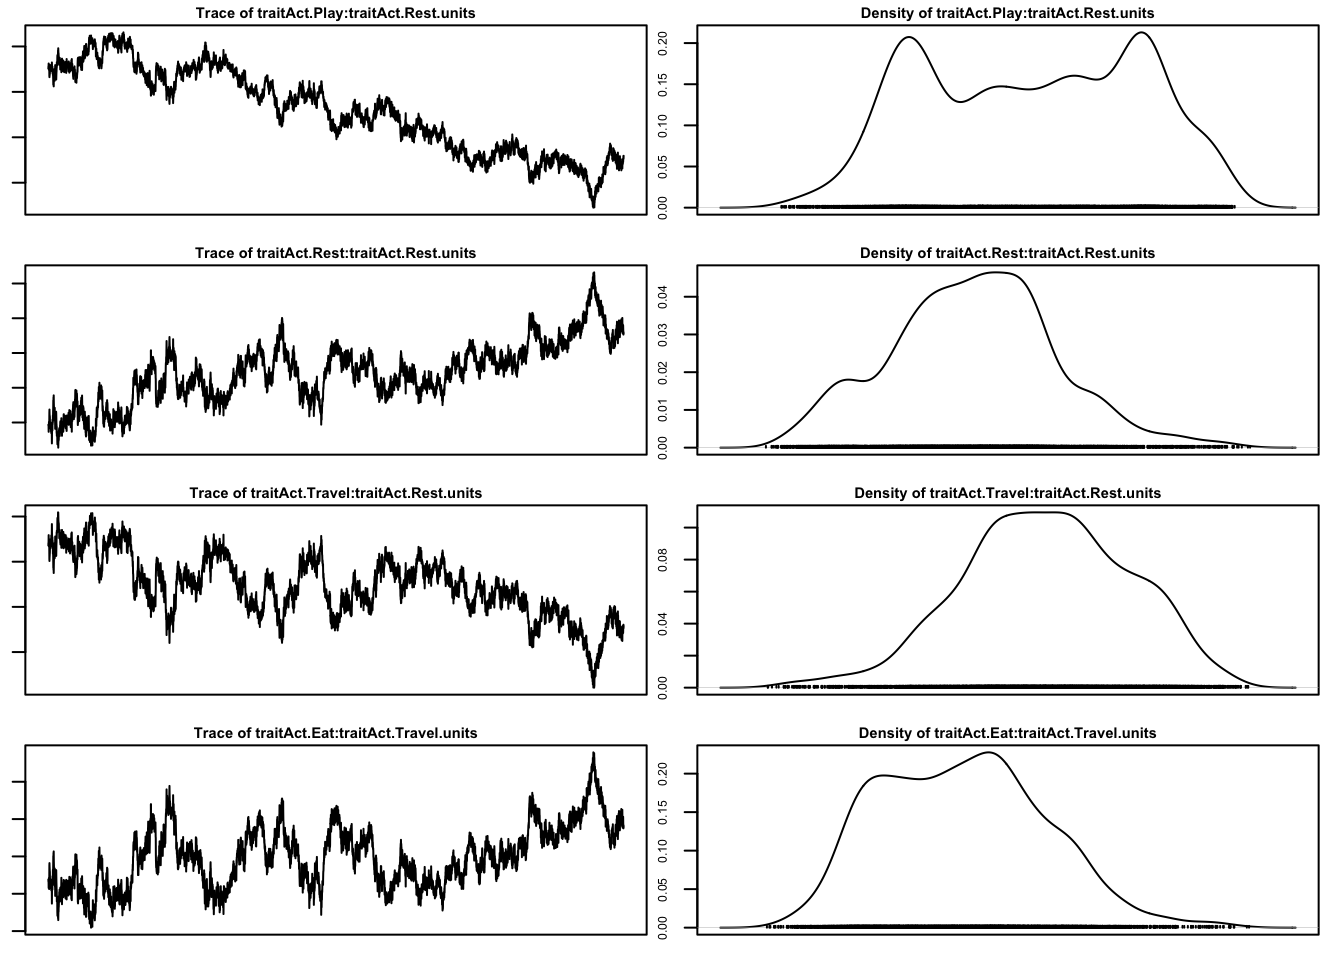 Trace of traitAct.Play:traitAct.Rest.units
Density of traitAct.Play:traitAct.Rest.units
0.20
0.15
0.10
0.05
0.00
Trace of traitAct.Rest:traitAct.Rest.units
Density of traitAct.Rest:traitAct.Rest.units
0.04
0.03
0.02
0.01
0.00
Trace of traitAct.Travel:traitAct.Rest.units
Density of traitAct.Travel:traitAct.Rest.units
0.08
0.04
0.00
Trace of traitAct.Eat:traitAct.Travel.units
Density of traitAct.Eat:traitAct.Travel.units
0.20
0.15
0.10
0.05
0.00